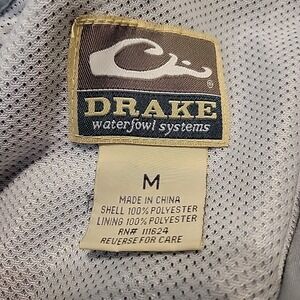 ®
DRAKE
waterfowl systems
M
MADE IN CHINA
SHELL 100% POLYESTER
LINING 100% POLYESTER
RN# 111624
REVERSE FOR CARE